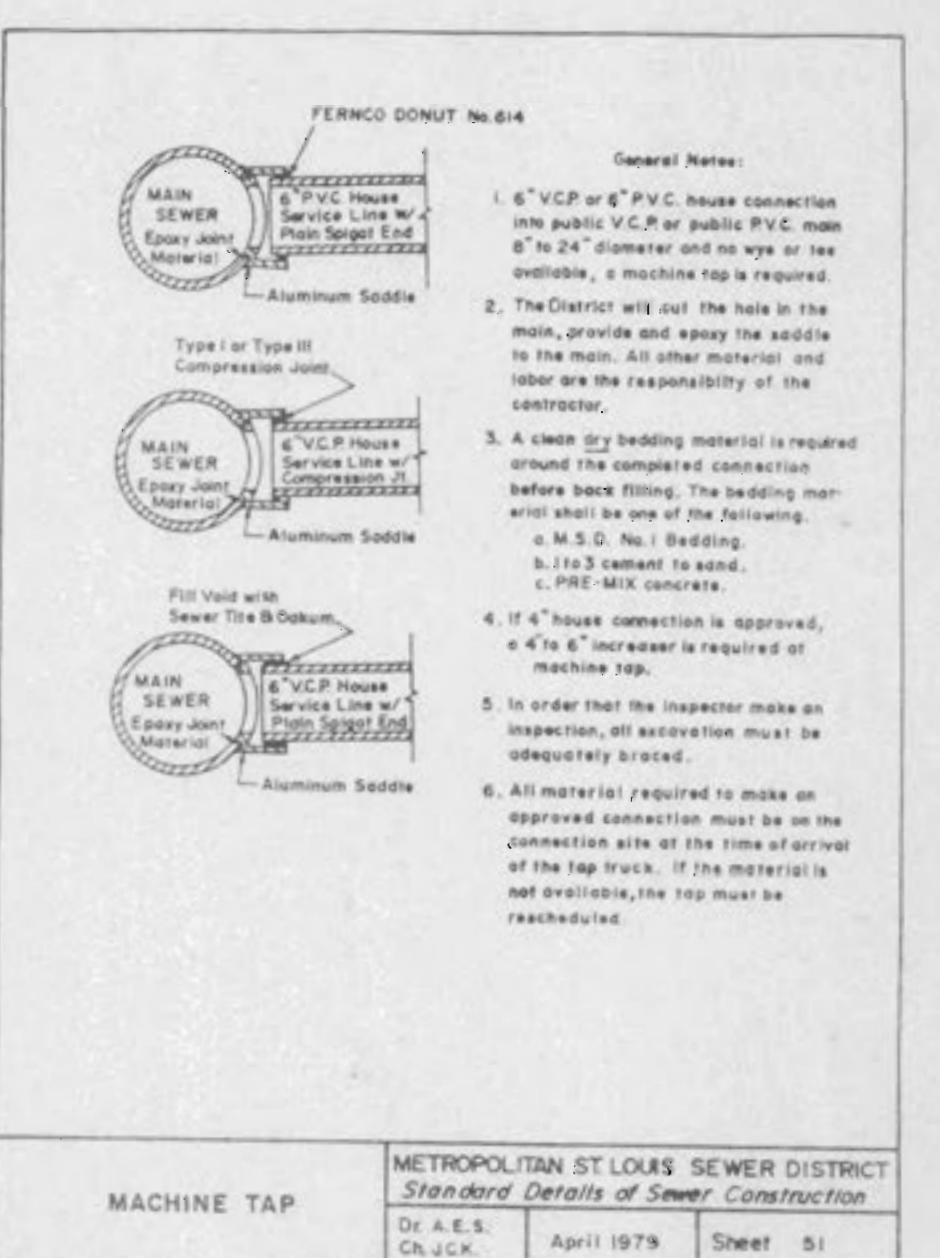 FERNCO DONUT No. 614
MAIN
SEWER
Epoxy Joint
Material
6" P.V.C. House
Service Line W/
Plain Spigot End
Aluminum Saddle
Type I or Type III
Compression Joint
MAIN
SEWER
Epoxy Joint
Material
6" V.C.P. House
Service Line w/
Compression Jt.
Aluminum Saddle
Fill Void with
Sewer Tite & Oakum
MAIN
SEWER
Epoxy Joint
Material
6" V.C.P. House
Service Line w/
Plain Spigot End
Aluminum Saddle
General Notes:
1. 6" V.C.P. or 6" P.V.C. house connection
into public V.C.P. or public P.V.C. main
8" to 24" diameter and no wye or tee
available, a machine tap is required.
2. The District will cut the hole in the
main, provide and epoxy the saddle
to the main. All other material and
labor are the responsibilty of the
contractor.
3. A clean dry bedding material is required
around the completed connection
before back filling. The bedding mat-
erial shall be one of the following.
a. M.S.D. No. 1 Bedding.
b. 1 to 3 cement to sand.
c. PRE-MIX concrete.
4. If 4" house connection is approved,
a 4" to 6" increaser is required at
machine tap.
5. In order that the inspector make an
inspection, all excavation must be
adequately braced.
6. All material required to make an
approved connection must be on the
connection site at the time of arrival
of the tap truck. If the material is
not available, the tap must be
rescheduled.
MACHINE TAP
METROPOLITAN ST. LOUIS SEWER DISTRICT
Standard Details of Sewer Construction
Dr. A.E.S.
Ch. J.C.K.
April 1979
Sheet 51